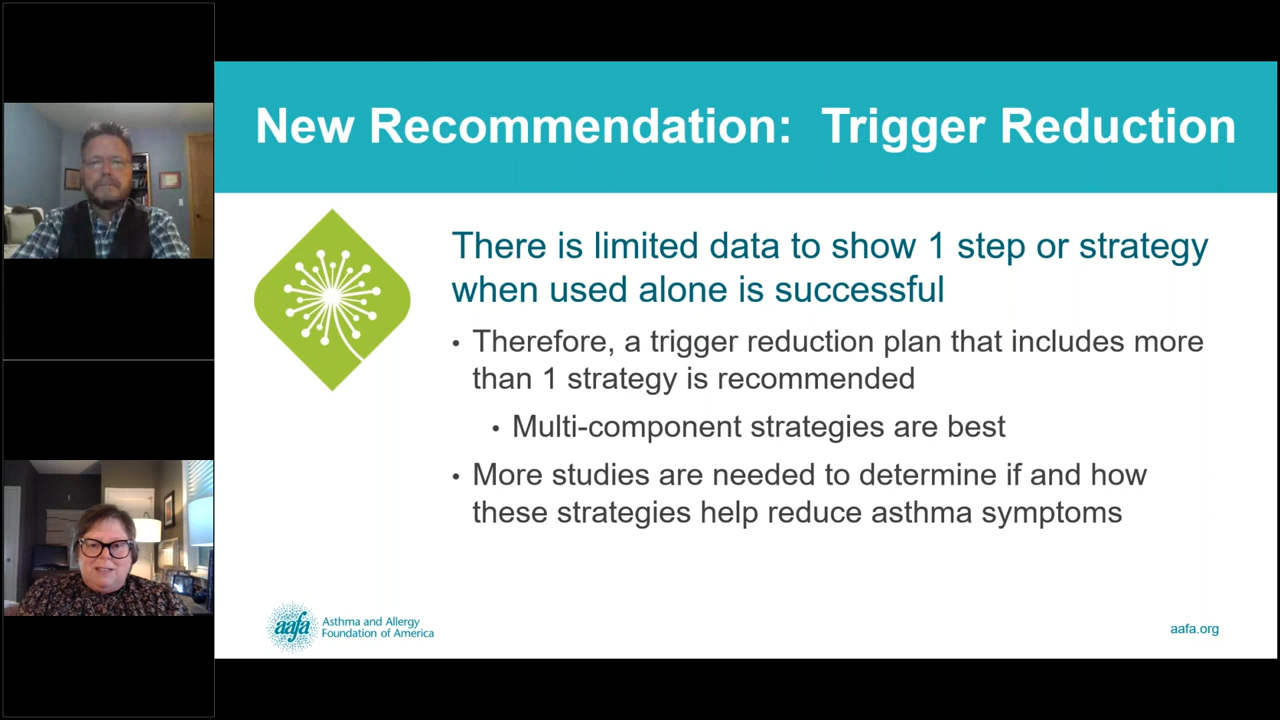 New Recommendation: Trigger Reduction
There is limited data to show 1 step or strategy
when used alone is successful
• Therefore, a trigger reduction plan that includes more
than 1 strategy is recommended
• Multi-component strategies are best
• More studies are needed to determine if and how
these strategies help reduce asthma symptoms
aafa
Asthma and Allergy
Foundation of America
aafa.org